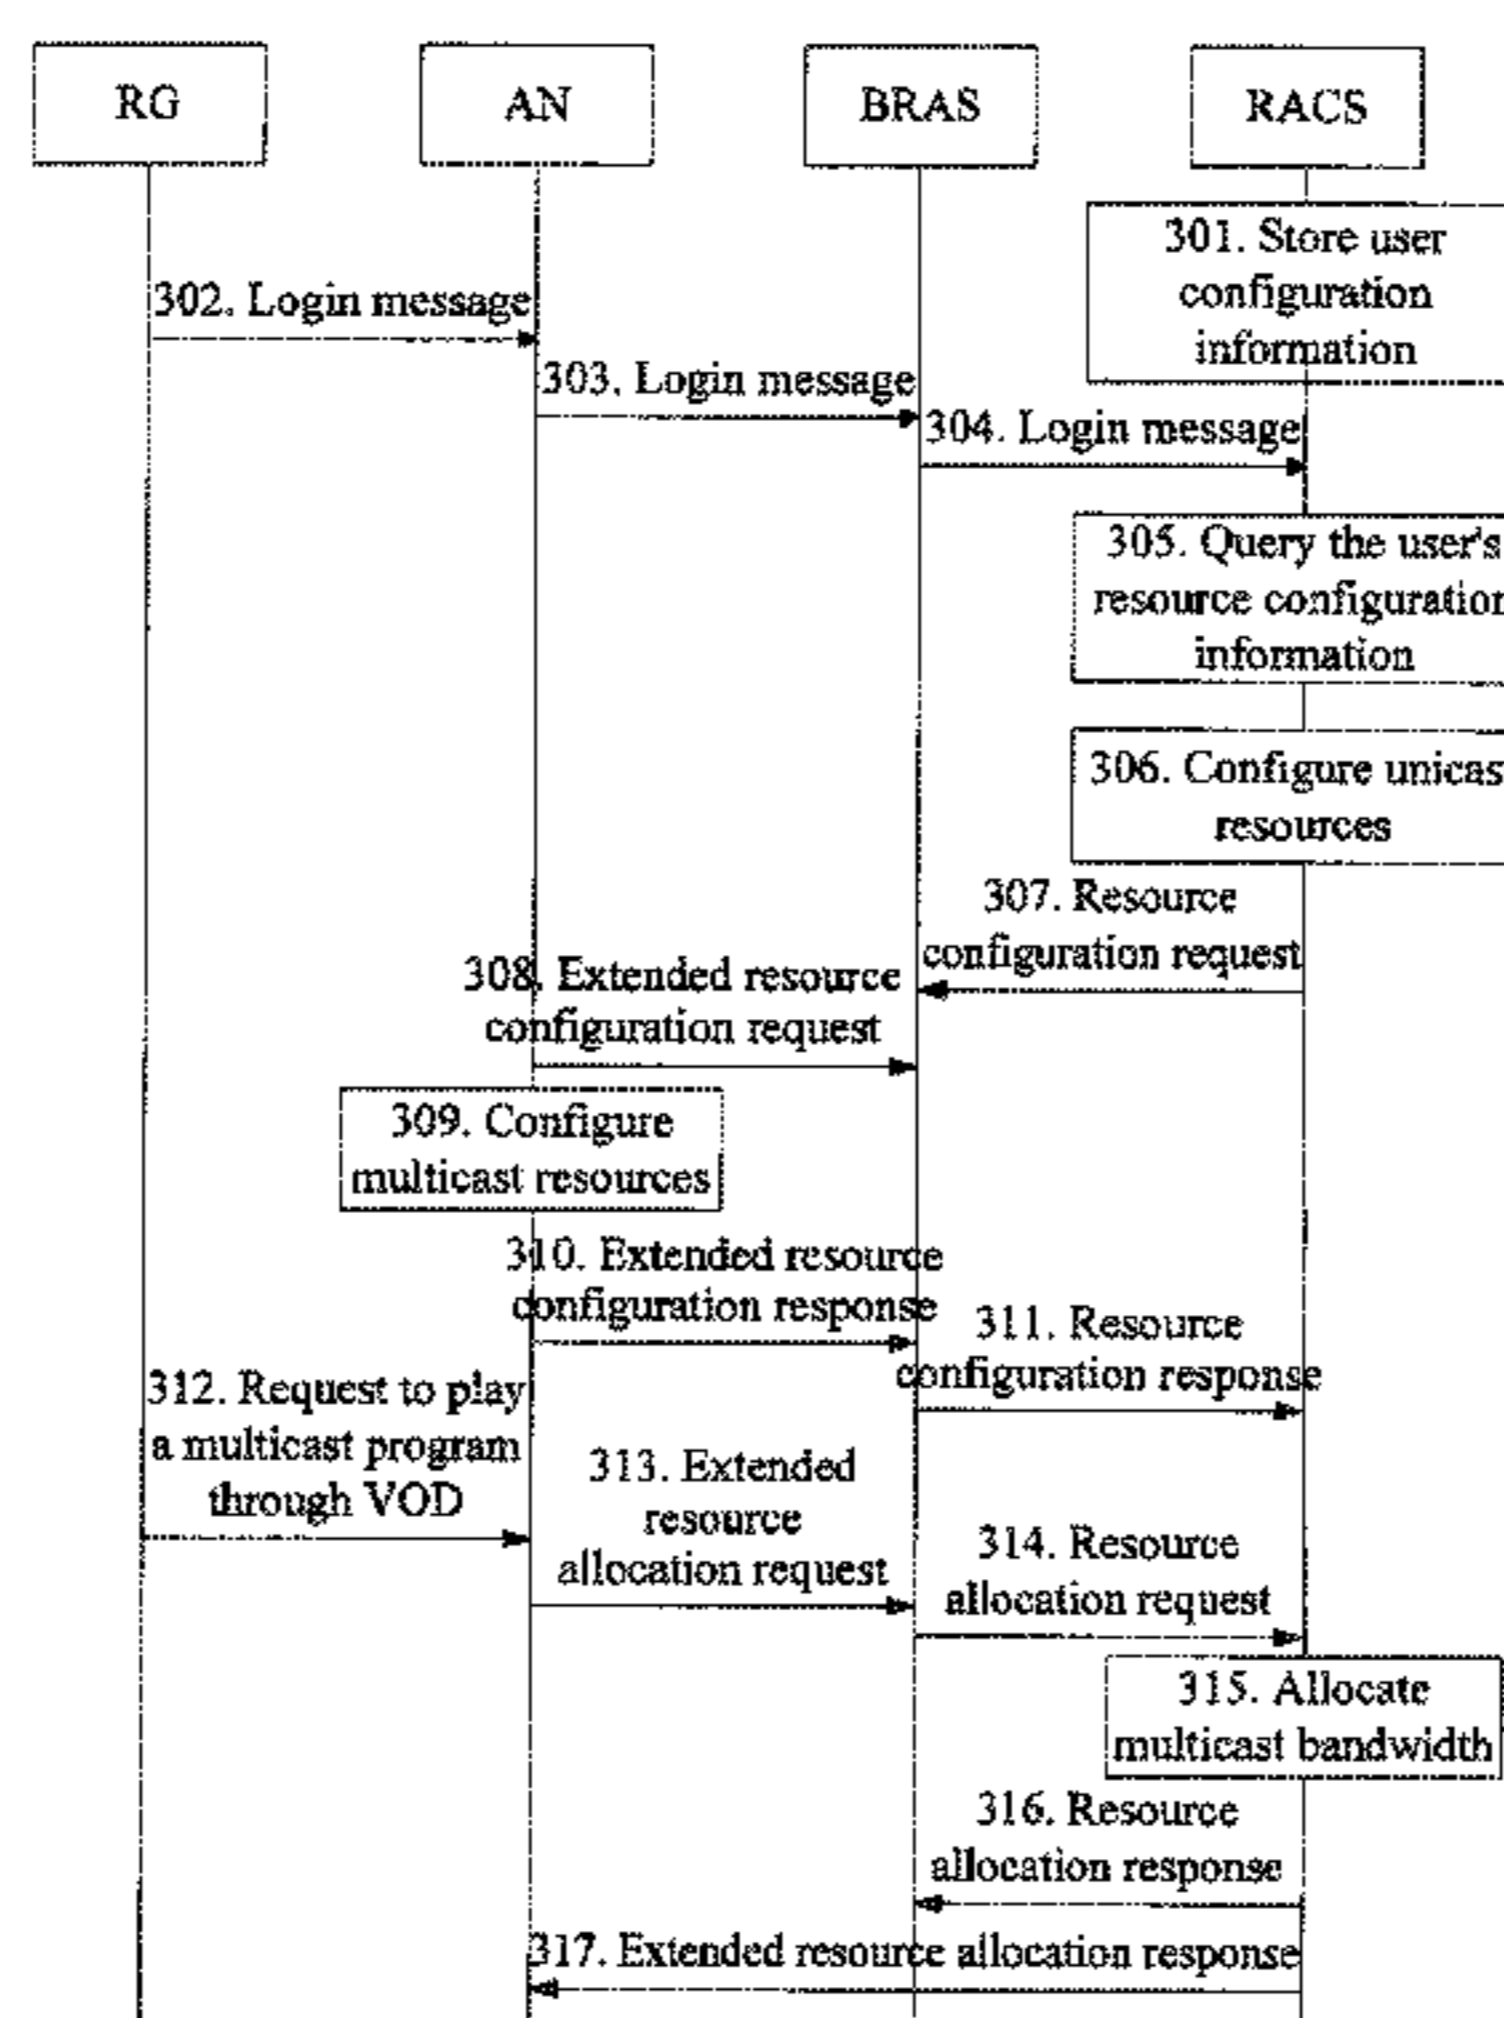 RG
AN
BRAS
RACS
301. Store user
configuration
information
302. Login message
303. Login message
304. Login message
305. Query the user's
resource configuration
information
306. Configure unicas
resources
307. Resource
configuration request
308. Extended resource
configuration request
309. Configure
multicast resources
310. Extended resource
configuration response
311. Resource
configuration response
312. Request to play
a multicast program
through VOD
313. Extended
resource
allocation request
314. Resource
allocation request
315. Allocate
multicast bandwidth
316. Resource
allocation response
317. Extended resource allocation response